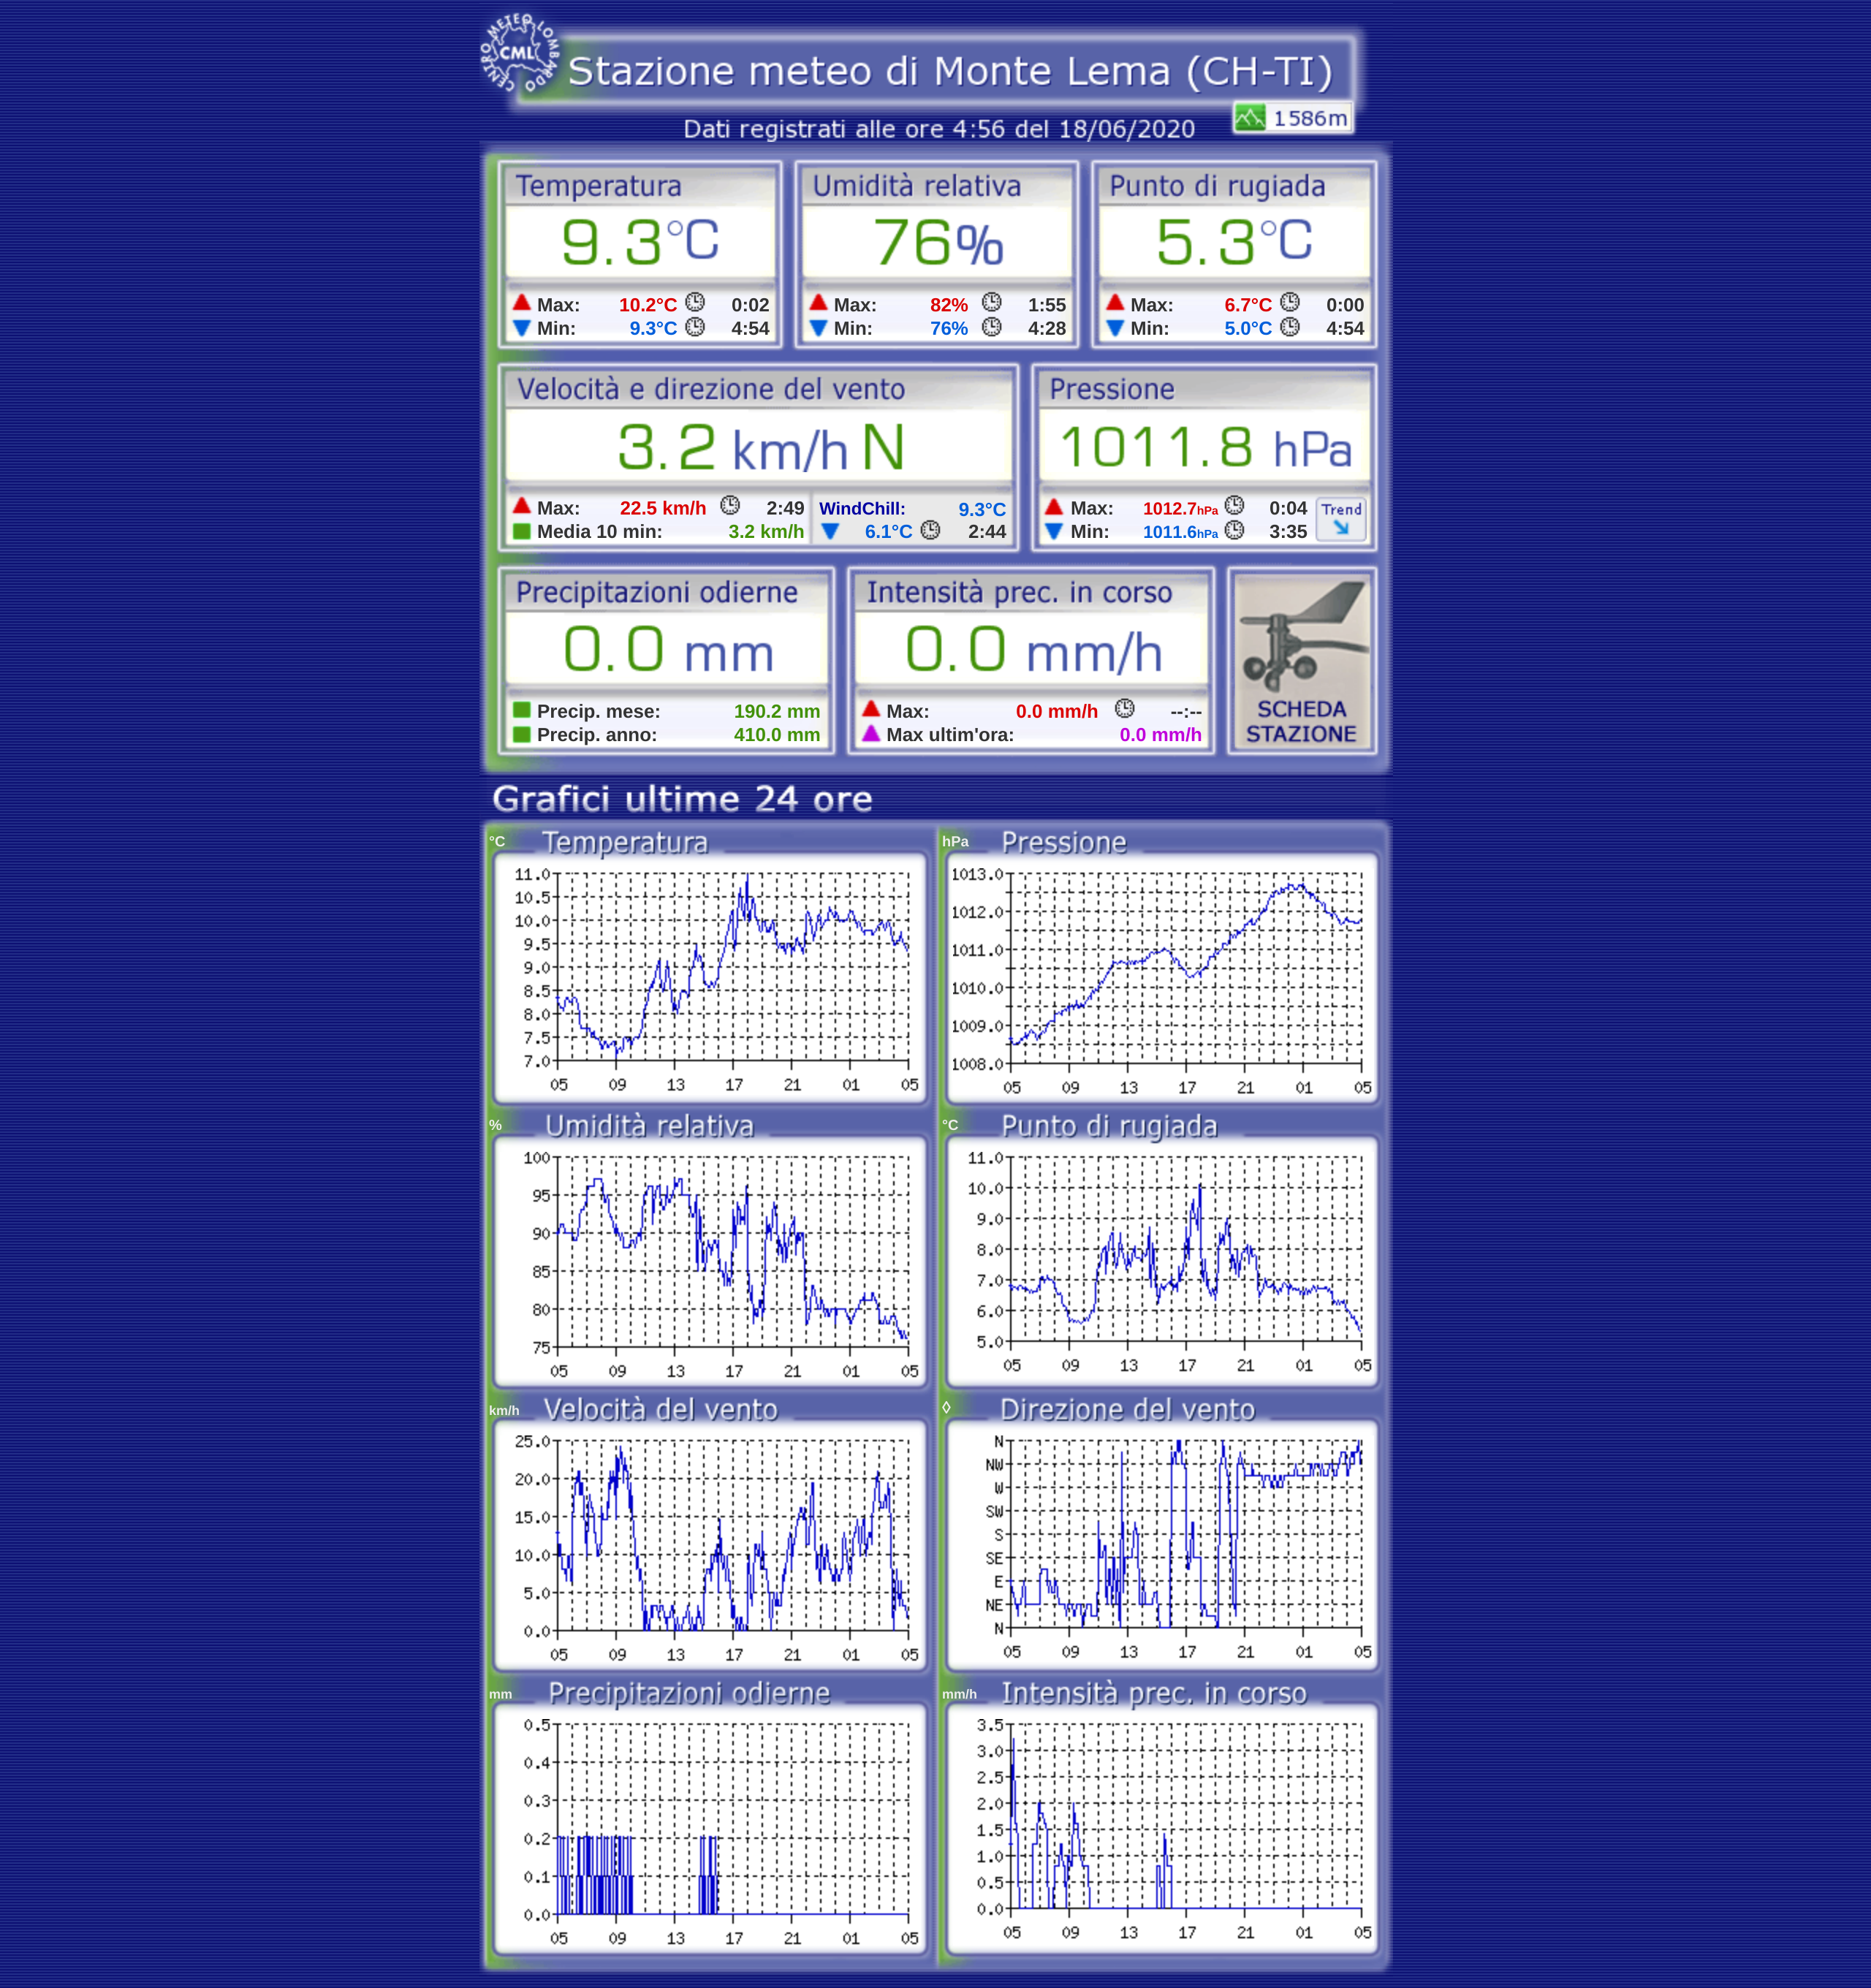 CENTRO METEO LOMBARDO
CML
Stazione meteo di Monte Lema (CH-TI)
1586m
Dati registrati alle ore 4:56 del 18/06/2020
Temperatura Umidità relativa Punto di rugiada
9.3°C 76% 5.3°C
Max: 10.2°C 0:02 Max: 82% 1:55 Max: 6.7°C 0:00
Min: 9.3°C 4:54 Min: 76% 4:28 Min: 5.0°C 4:54
Velocità e direzione del vento Pressione
3.2 km/h N 1011.8 hPa
Max: 22.5 km/h 2:49 WindChill: 9.3°C Max: 1012.7hPa 0:04 Trend
Media 10 min: 3.2 km/h 6.1°C 2:44 Min: 1011.6hPa 3:35
Precipitazioni odierne Intensità prec. in corso
0.0 mm 0.0 mm/h
Precip. mese: 190.2 mm Max: 0.0 mm/h --:-- SCHEDA
Precip. anno: 410.0 mm Max ultim'ora: 0.0 mm/h STAZIONE
Grafici ultime 24 ore
°C Temperatura
11.0
10.5
10.0
9.5
9.0
8.5
8.0
7.5
7.0
05 09 13 17 21 01 05
hPa Pressione
1013.0
1012.0
1011.0
1010.0
1009.0
1008.0
05 09 13 17 21 01 05
% Umidità relativa
100
95
90
85
80
75
05 09 13 17 21 01 05
°C Punto di rugiada
11.0
10.0
9.0
8.0
7.0
6.0
5.0
05 09 13 17 21 01 05
km/h Velocità del vento
25.0
20.0
15.0
10.0
5.0
0.0
05 09 13 17 21 01 05
◊ Direzione del vento
N
NW
W
SW
S
SE
E
NE
N
05 09 13 17 21 01 05
mm Precipitazioni odierne
0.5
0.4
0.3
0.2
0.1
0.0
05 09 13 17 21 01 05
mm/h Intensità prec. in corso
3.5
3.0
2.5
2.0
1.5
1.0
0.5
0.0
05 09 13 17 21 01 05